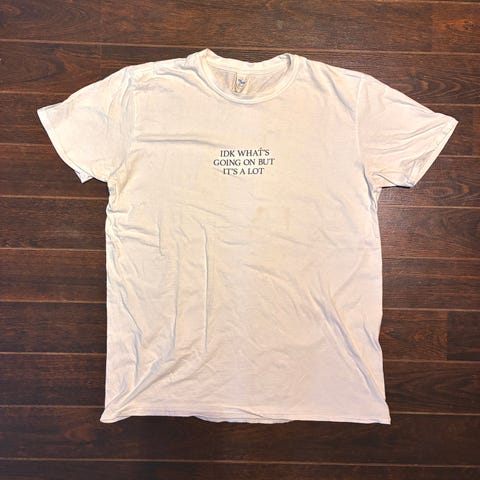 IDK WHAT'S
GOING ON BUT
IT'S A LOT